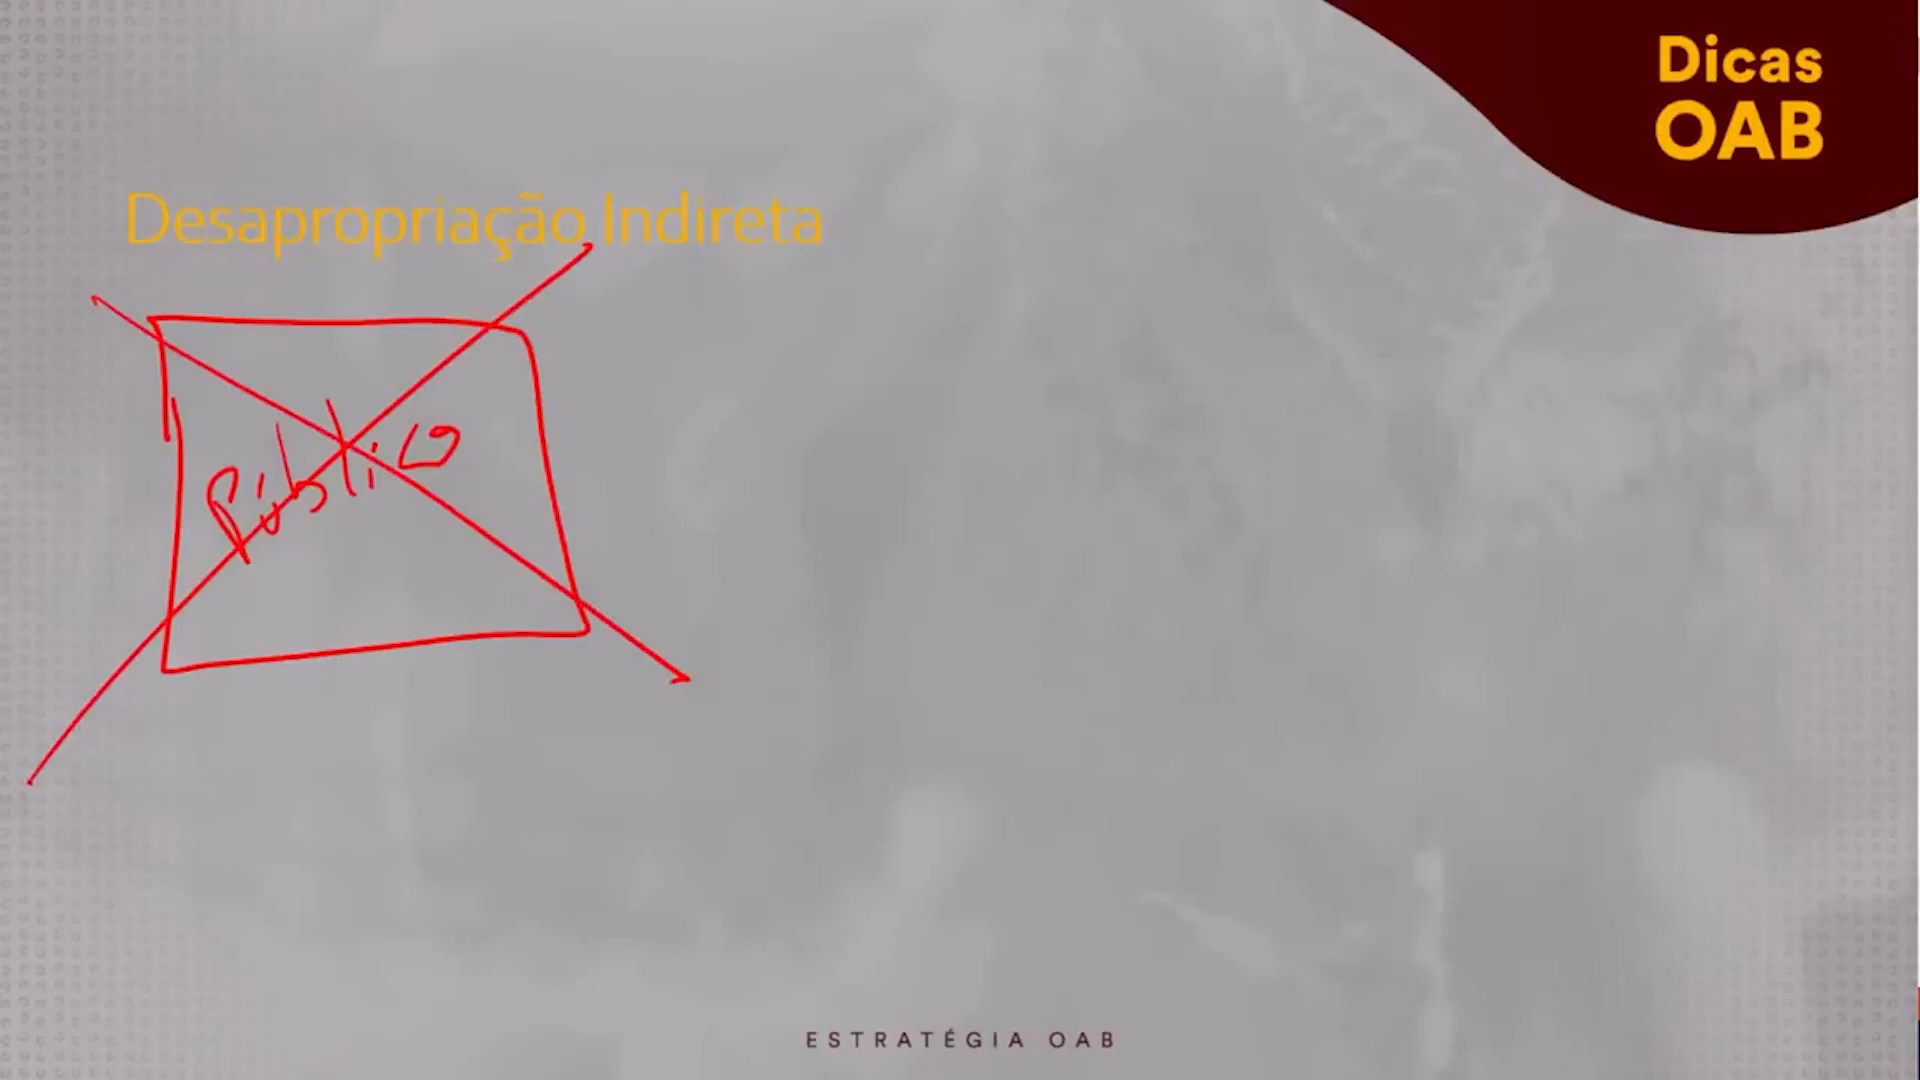 Dicas
OAB
Desapropriação Indireta
Público
ESTRATÉGIA OAB